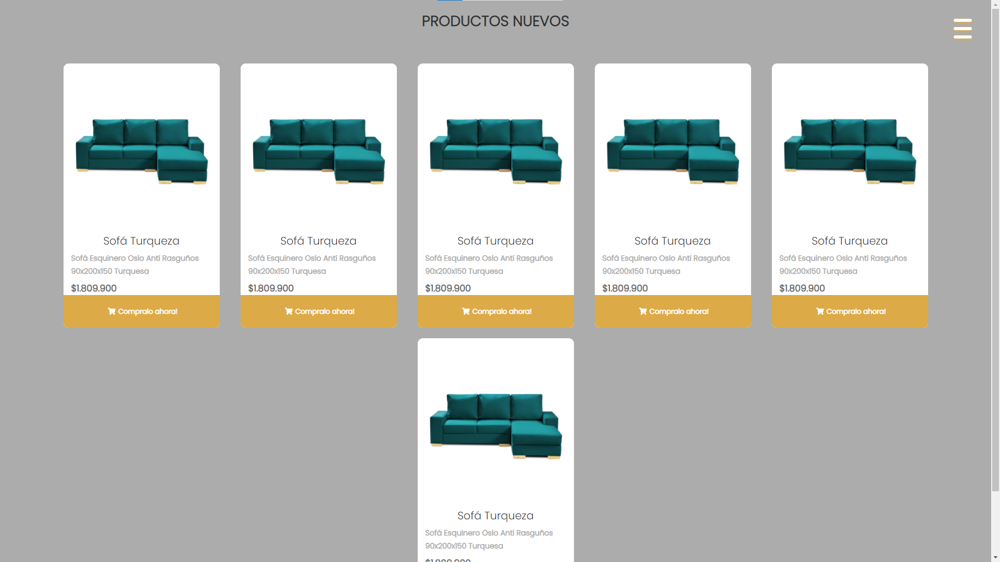 PRODUCTOS NUEVOS
Sofá Turqueza
Sofá Esquinero Oslo Anti Rasguños
90x200x150 Turquesa
$1.809.900
Compralo ahora!
Sofá Turqueza
Sofá Esquinero Oslo Anti Rasguños
90x200x150 Turquesa
$1.809.900
Compralo ahora!
Sofá Turqueza
Sofá Esquinero Oslo Anti Rasguños
90x200x150 Turquesa
$1.809.900
Compralo ahora!
Sofá Turqueza
Sofá Esquinero Oslo Anti Rasguños
90x200x150 Turquesa
$1.809.900
Compralo ahora!
Sofá Turqueza
Sofá Esquinero Oslo Anti Rasguños
90x200x150 Turquesa
$1.809.900
Compralo ahora!
Sofá Turqueza
Sofá Esquinero Oslo Anti Rasguños
90x200x150 Turquesa
$1.809.900